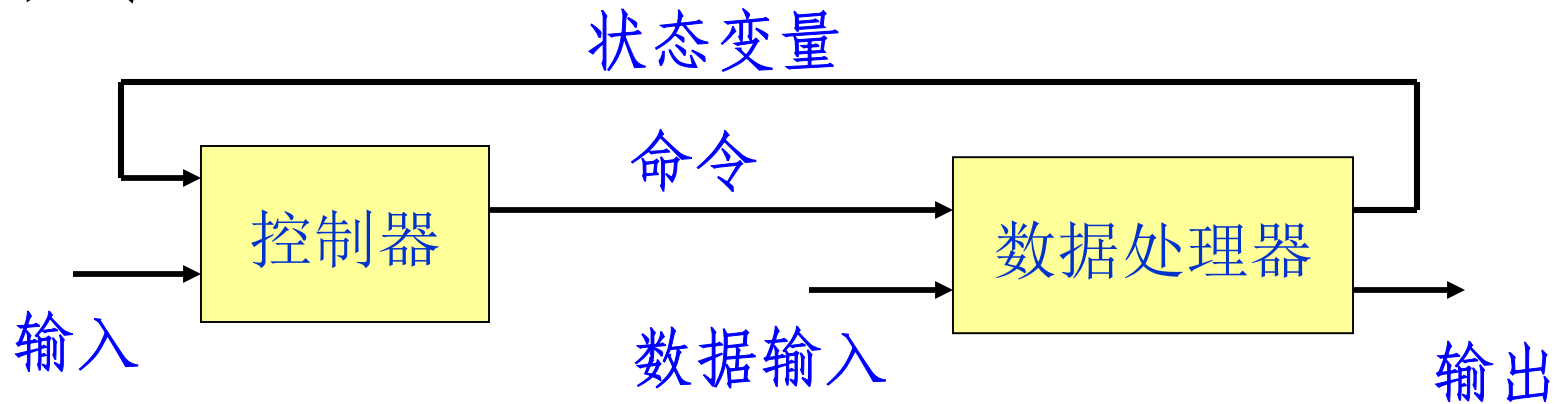 状态变量
命令
控制器
数据处理器
输入
数据输入
输出